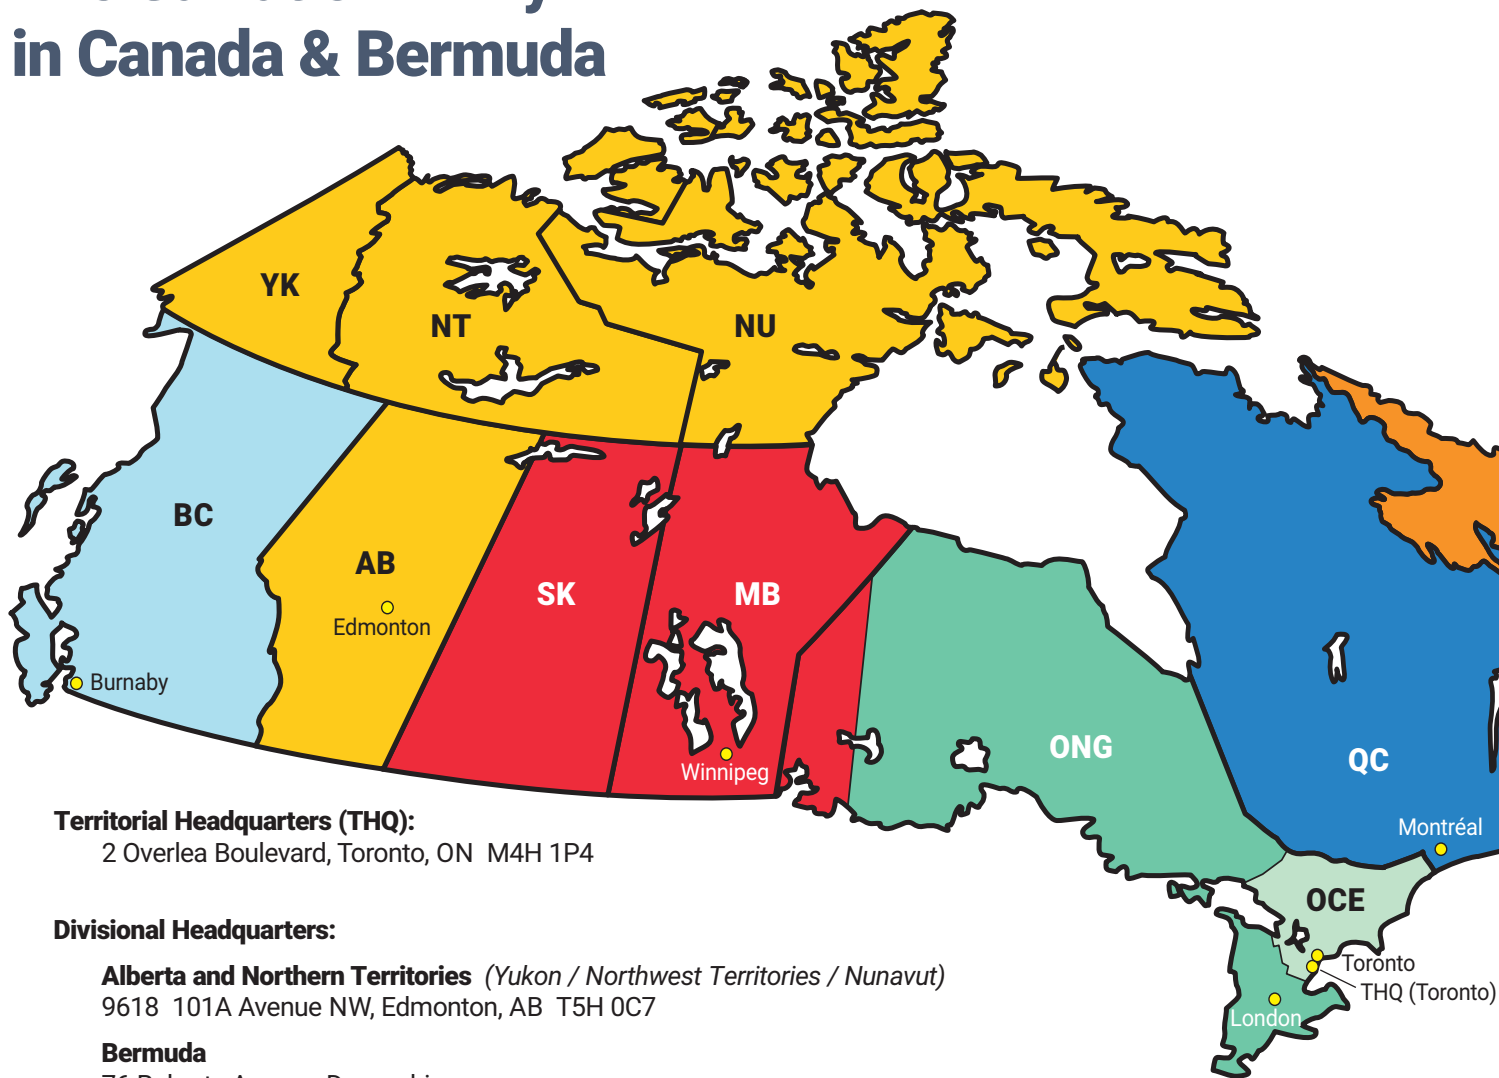 in Canada & Bermuda
YK
NT
NU
BC
AB
Edmonton
SK
MB
Burnaby
Winnipeg
ONG
QC
Montréal
OCE
Toronto
THQ (Toronto)
London
Territorial Headquarters (THQ):
2 Overlea Boulevard, Toronto, ON M4H 1P4
Divisional Headquarters:
Alberta and Northern Territories (Yukon / Northwest Territories / Nunavut)
9618 101A Avenue NW, Edmonton, AB T5H 0C7
Bermuda